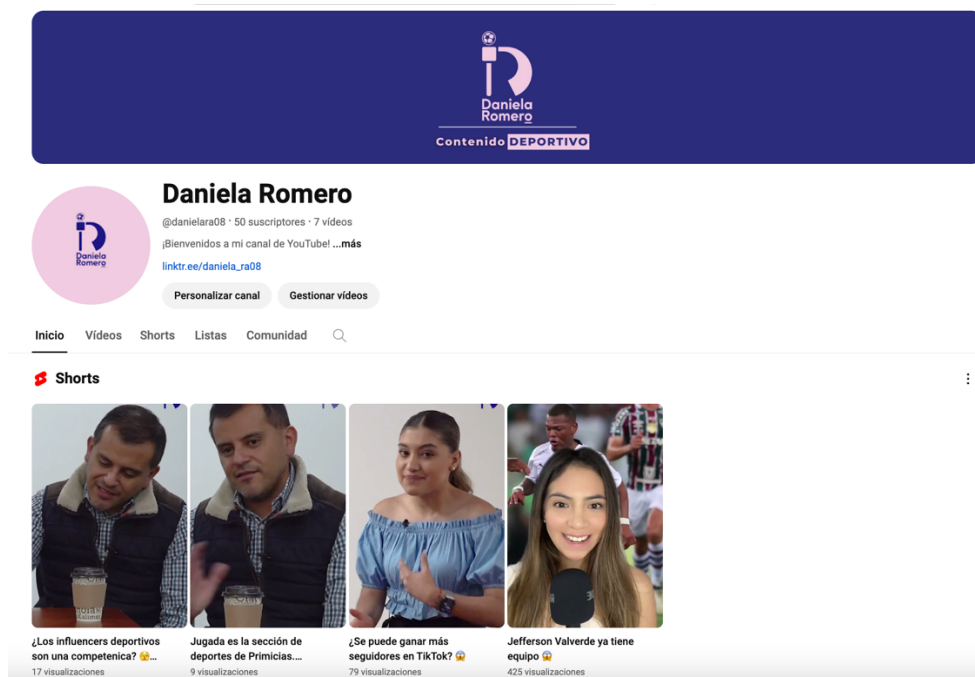 Daniela
Romero
Contenido DEPORTIVO
Daniela
Romero
Daniela Romero
@danielara08 · 50 suscriptores · 7 vídeos
¡Bienvenidos a mi canal de YouTube! ...más
linktr.ee/daniela_ra08
Personalizar canal Gestionar vídeos
Inicio Vídeos Shorts Listas Comunidad
Shorts
¿Los influencers deportivos
son una competenica? 🫣...
17 visualizaciones
Jugada es la sección de
deportes de Primicias....
9 visualizaciones
¿Se puede ganar más
seguidores en TikTok? 😱
79 visualizaciones
Jefferson Valverde ya tiene
equipo 😱
425 visualizaciones